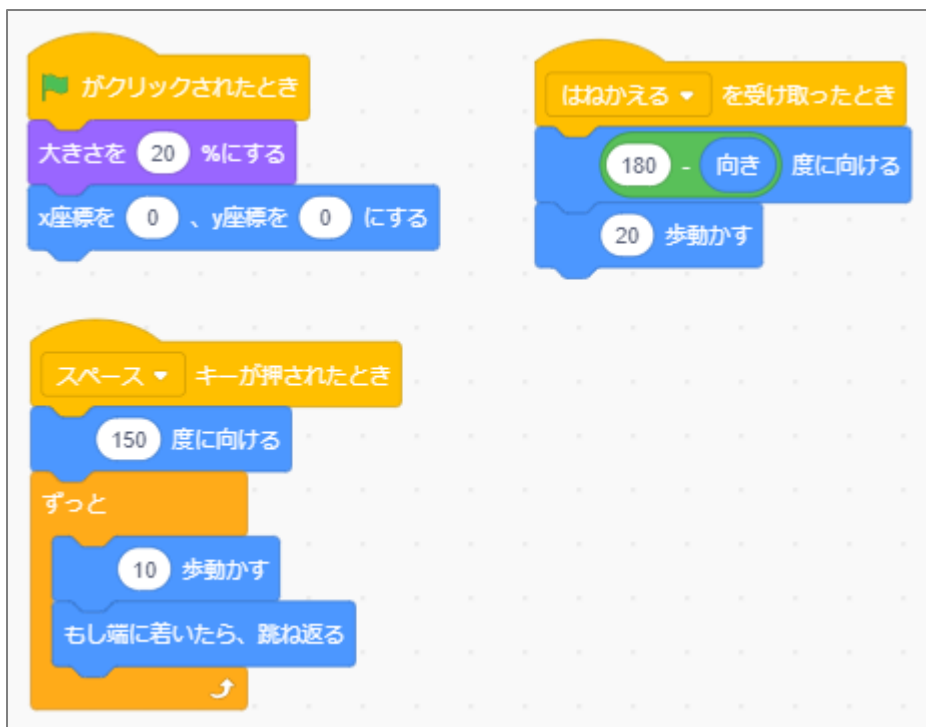 がクリックされたとき
大きさを 20 %にする
x座標を 0 、y座標を 0 にする
はねかえる を受け取ったとき
180 - 向き 度に向ける
20 歩動かす
スペース キーが押されたとき
150 度に向ける
ずっと
10 歩動かす
もし端に着いたら、跳ね返る